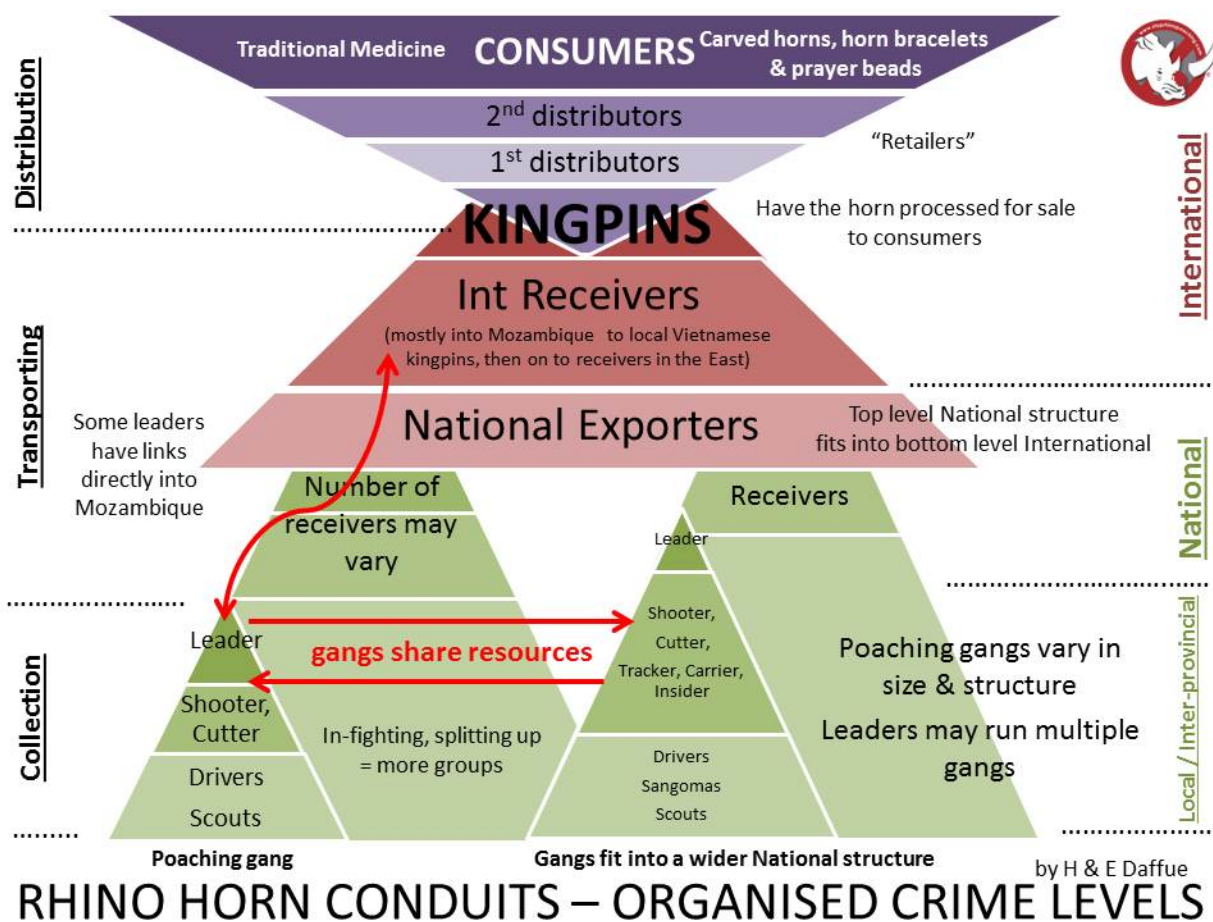 Traditional Medicine
CONSUMERS
Carved horns, horn bracelets
& prayer beads
2nd distributors
1st distributors
"Retailers"
KINGPINS
Have the horn processed for sale
to consumers
Distribution
International
Int Receivers
(mostly into Mozambique to local Vietnamese
kingpins, then on to receivers in the East)
Transporting
National Exporters
Top level National structure
fits into bottom level International
Some leaders
have links
directly into
Mozambique
National
Number of
receivers may
vary
Receivers
Leader
Leader
gangs share resources
Shooter,
Cutter,
Tracker, Carrier,
Insider
Poaching gangs vary in
size & structure
Leaders may run multiple
gangs
Collection
Local / Inter-provincial
Shooter,
Cutter
In-fighting, splitting up
= more groups
Drivers
Scouts
Drivers
Sangomas
Scouts
Poaching gang
Gangs fit into a wider National structure
by H & E Daffue
RHINO HORN CONDUITS – ORGANISED CRIME LEVELS